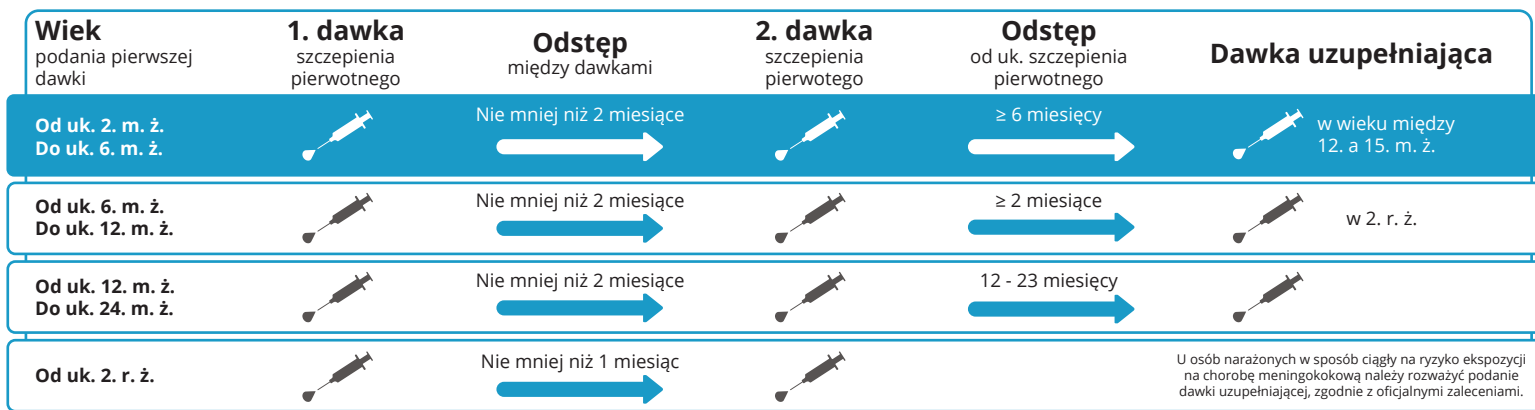 Wiek
podania pierwszej
dawki
1. dawka
szczepienia
pierwotnego
Odstęp
między dawkami
2. dawka
szczepienia
pierwotego
Odstęp
od uk. szczepienia
pierwotnego
Dawka uzupełniająca
Od uk. 2. m. ż.
Do uk. 6. m. ż.
Nie mniej niż 2 miesiące
≥ 6 miesięcy
w wieku między
12. a 15. m. ż.
Od uk. 6. m. ż.
Do uk. 12. m. ż.
Nie mniej niż 2 miesiące
≥ 2 miesiące
w 2. r. ż.
Od uk. 12. m. ż.
Do uk. 24. m. ż.
Nie mniej niż 2 miesiące
12 - 23 miesięcy
Od uk. 2. r. ż.
Nie mniej niż 1 miesiąc
U osób narażonych w sposób ciągły na ryzyko ekspozycji
na chorobę meningokokową należy rozważyć podanie
dawki uzupełniającej, zgodnie z oficjalnymi zaleceniami.